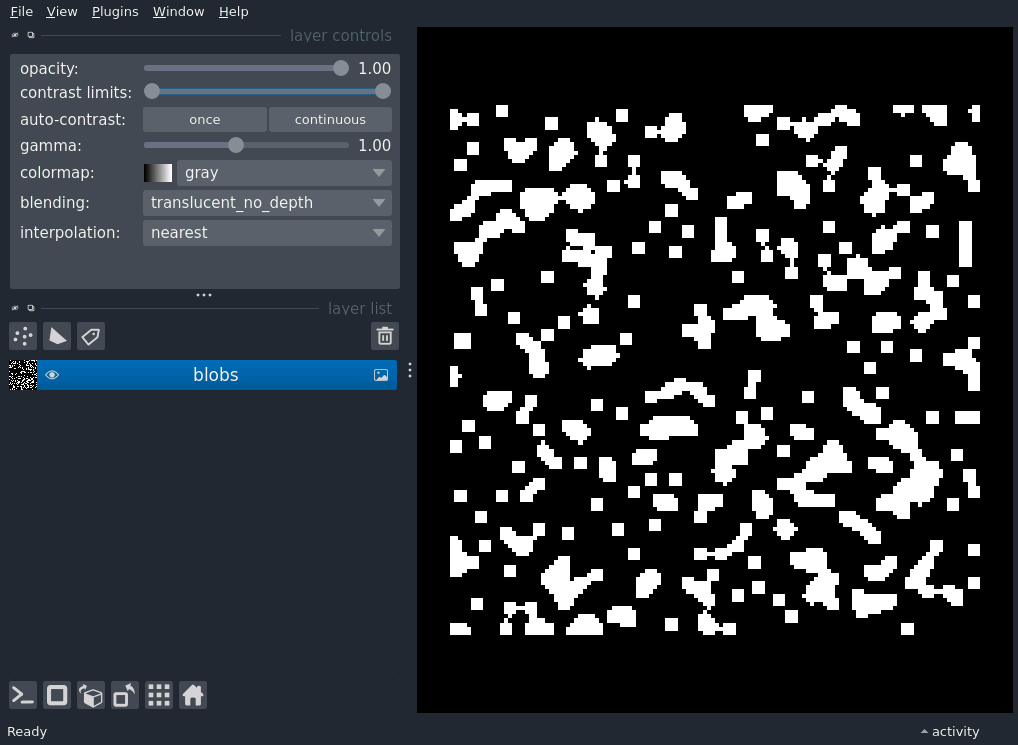 File View Plugins Window Help
layer controls
opacity: 1.00
contrast limits:
auto-contrast: once continuous
gamma: 1.00
colormap: gray
blending: translucent_no_depth
interpolation: nearest
layer list
blobs
Ready activity